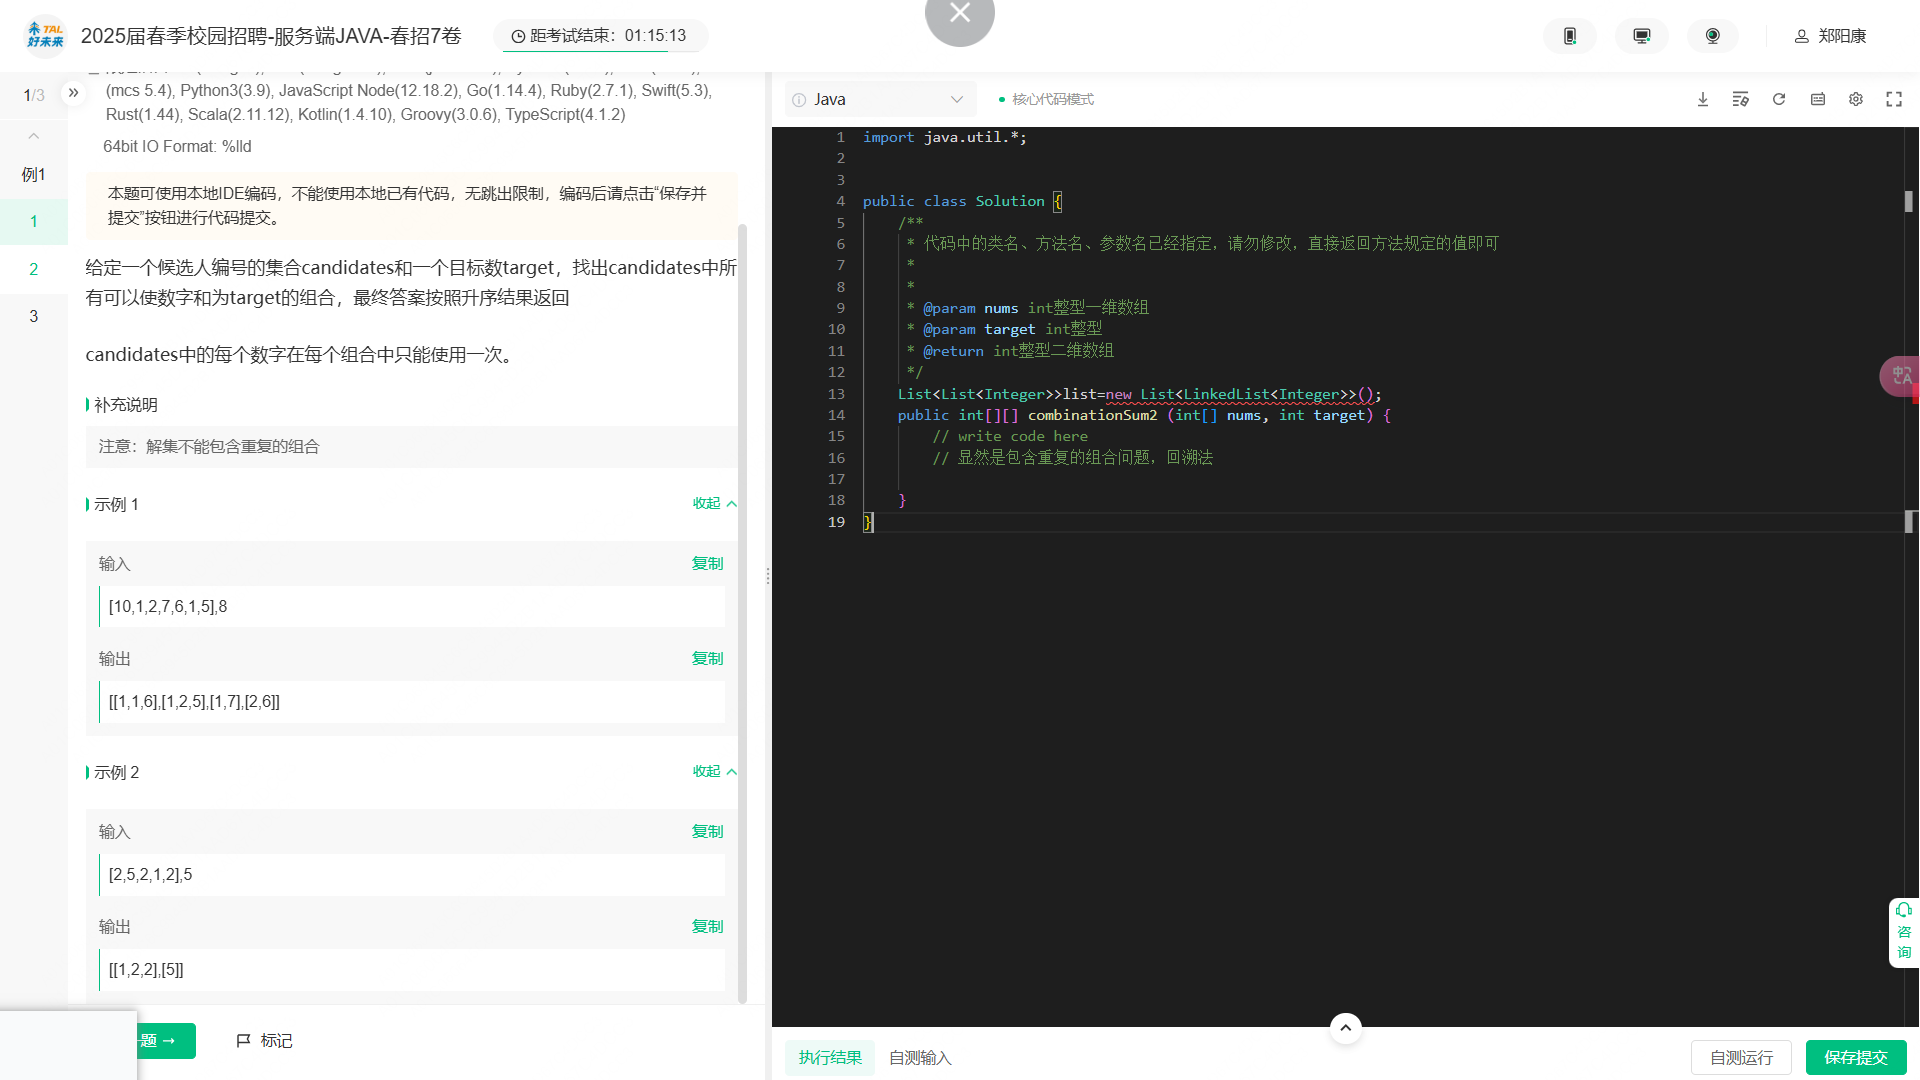 TAL
好未来
2025届春季校园招聘-服务端JAVA-春招7卷
距考试结束：01:15:13
郑阳康
1/3
例1
1
2
3
(mcs 5.4), Python3(3.9), JavaScript Node(12.18.2), Go(1.14.4), Ruby(2.7.1), Swift(5.3),
Rust(1.44), Scala(2.11.12), Kotlin(1.4.10), Groovy(3.0.6), TypeScript(4.1.2)
64bit IO Format: %lld
本题可使用本地IDE编码，不能使用本地已有代码，无跳出限制，编码后请点击“保存并
提交”按钮进行代码提交。
给定一个候选人编号的集合candidates和一个目标数target，找出candidates中所
有可以使数字和为target的组合，最终答案按照升序结果返回
candidates中的每个数字在每个组合中只能使用一次。
补充说明
注意：解集不能包含重复的组合
示例 1
收起
输入
复制
[10,1,2,7,6,1,5],8
输出
复制
[[1,1,6],[1,2,5],[1,7],[2,6]]
示例 2
收起
输入
复制
[2,5,2,1,2],5
输出
复制
[[1,2,2],[5]]
题 →
标记
Java
核心代码模式
1 import java.util.*;
2
3
4 public class Solution {
5 /**
6 * 代码中的类名、方法名、参数名已经指定，请勿修改，直接返回方法规定的值即可
7 *
8 *
9 * @param nums int整型一维数组
10 * @param target int整型
11 * @return int整型二维数组
12 */
13 List<List<Integer>>list=new List<LinkedList<Integer>>();
14 public int[][] combinationSum2 (int[] nums, int target) {
15 // write code here
16 // 显然是包含重复的组合问题，回溯法
17
18 }
19 }
中A
咨
询
执行结果
自测输入
自测运行
保存提交